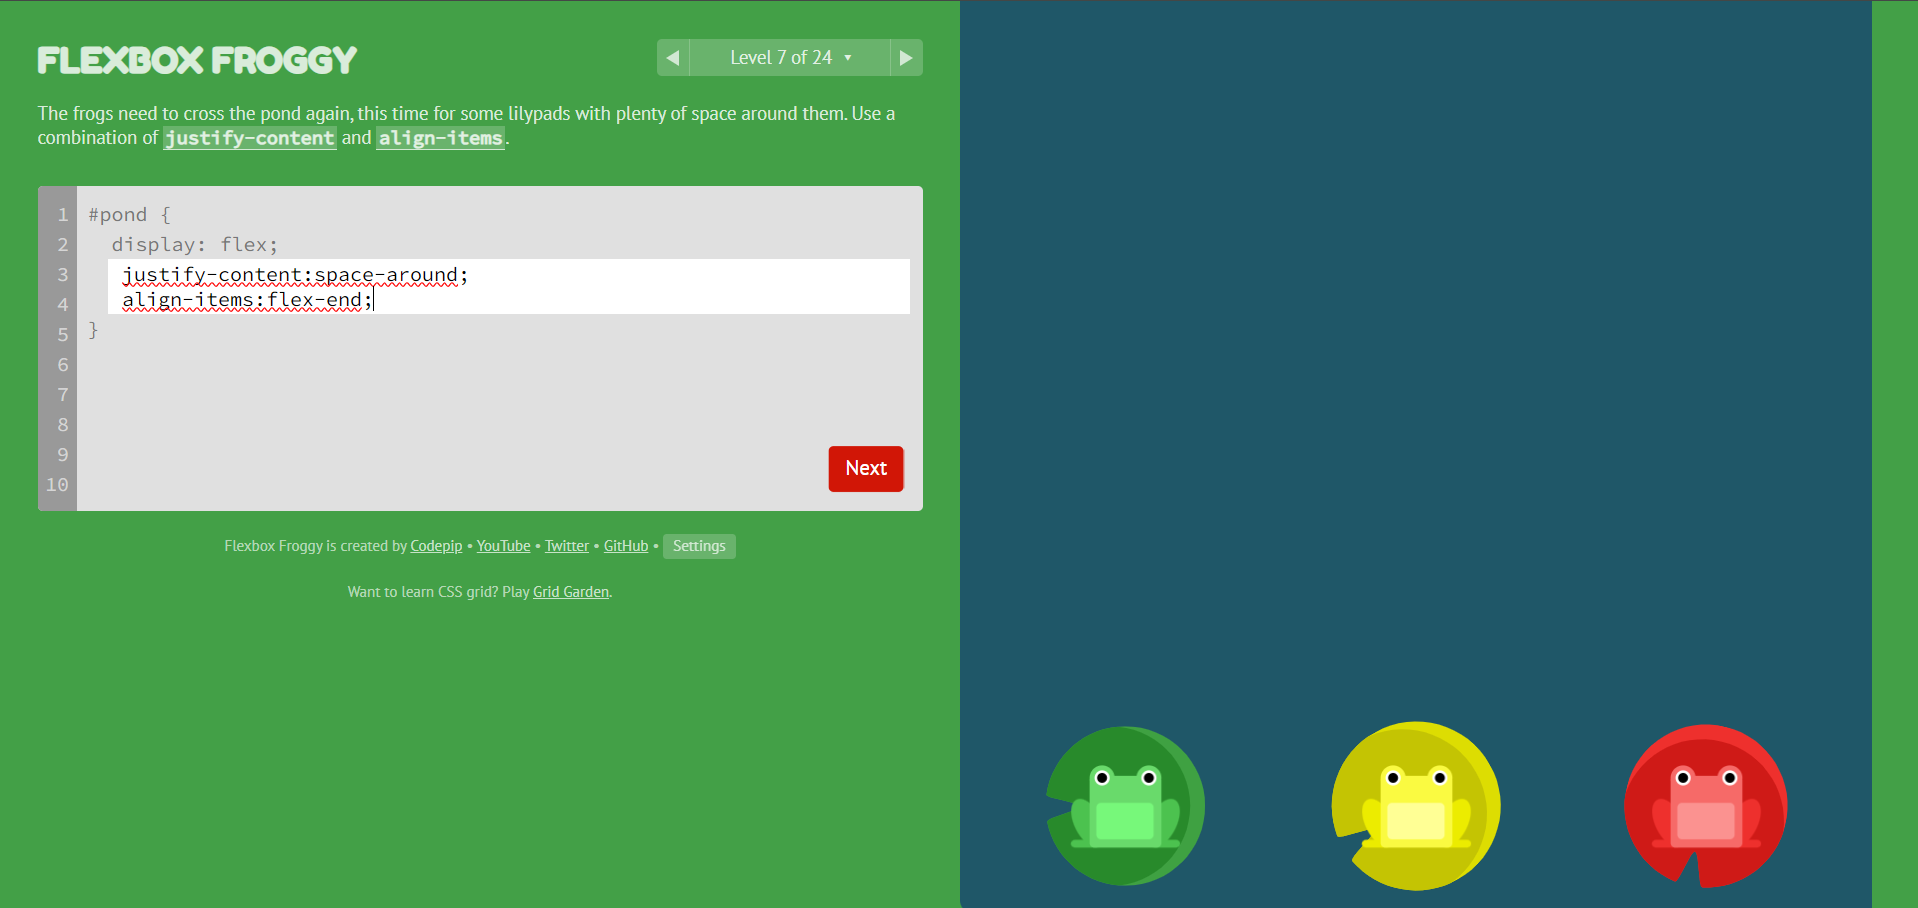 FLEXBOX FROGGY
◀ Level 7 of 24 ▼ ▶
The frogs need to cross the pond again, this time for some lilypads with plenty of space around them. Use a
combination of justify-content and align-items.
1 #pond {
2 display: flex;
3 justify-content:space-around;
4 align-items:flex-end;
5 }
6
7
8
9
10
Next
Flexbox Froggy is created by Codepip • YouTube • Twitter • GitHub • Settings
Want to learn CSS grid? Play Grid Garden.